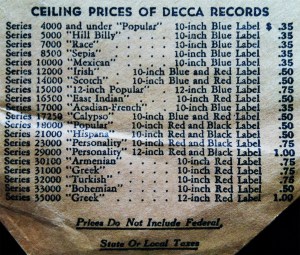 CEILING PRICES OF DECCA RECORDS
Series 4000 and under "Popular" 10-inch Blue Label $ .35
Series 5000 "Hill Billy" 10-inch Blue Label .35
Series 7000 "Race" 10-inch Blue Label .35
Series 8500 "Sepia" 10-inch Blue Label .35
Series 10000 "Mexican" 10-inch Blue Label .35
Series 12000 "Irish" 10-inch Blue and Red Label .50
Series 14000 "Scotch" 10-inch Blue and Red Label .50
Series 15000 "12-inch Popular" 12-inch Blue Label .75
Series 16500 "East Indian" 10-inch Red Label .50
Series 17000 "Acadian-French" 10-inch Blue Label .35
Series 17250 "Calypso" 10-inch Blue and Red Label .50
Series 18000 "Popular" 10-inch Red and Black Label .50
Series 21000 "Hispana" 10-inch Red and Black Label .50
Series 23000 "Personality" 10-inch Red and Black Label .75
Series 29000 "Personality" 12-inch Red and Black Label 1.00
Series 30100 "Armenian" 10-inch Red Label .75
Series 31000 "Greek" 10-inch Red Label .75
Series 32000 "Turkish" 10-inch Red Label .75
Series 33000 "Bohemian" 10-inch Red Label .50
Series 35000 "Greek" 12-inch Red Label 1.00
Prices Do Not Include Federal,
State Or Local Taxes